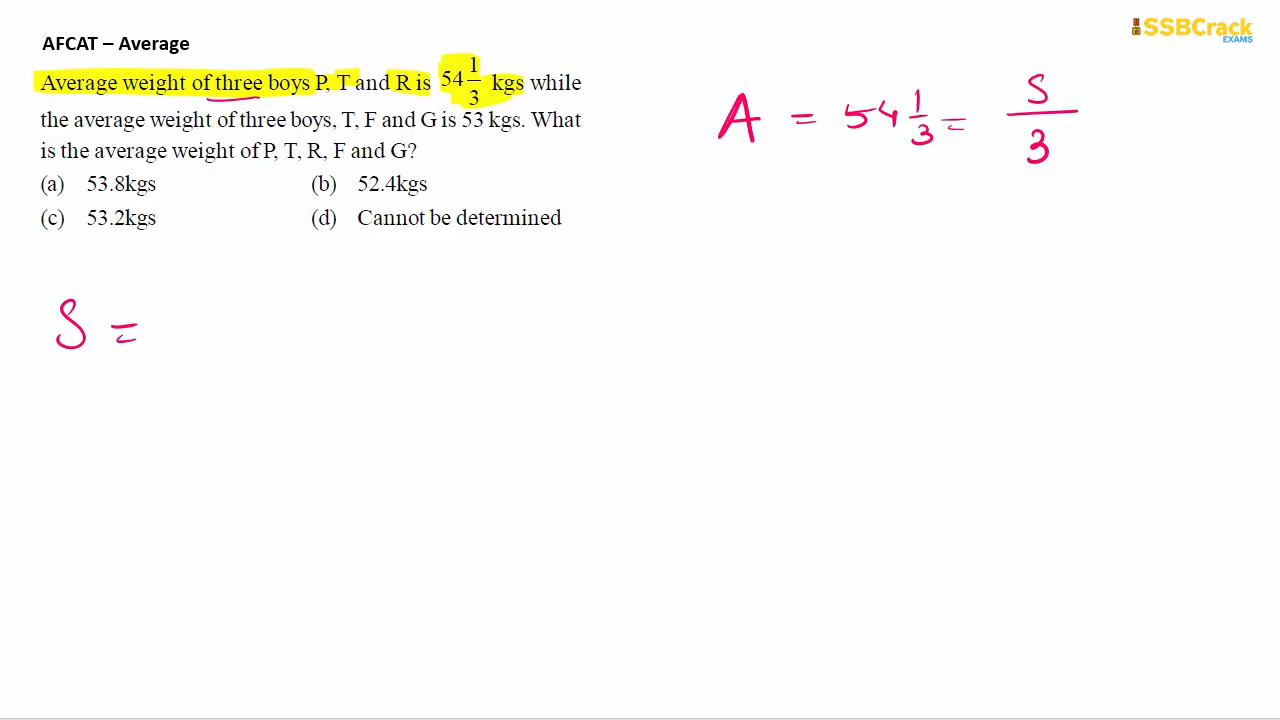 SSBCrack
EXAMS
AFCAT – Average
Average weight of three boys P, T and R is 54 1/3 kgs while
the average weight of three boys, T, F and G is 53 kgs. What
is the average weight of P, T, R, F and G?
(a) 53.8kgs (b) 52.4kgs
(c) 53.2kgs (d) Cannot be determined
A = 54 1/3 = S/3
S =